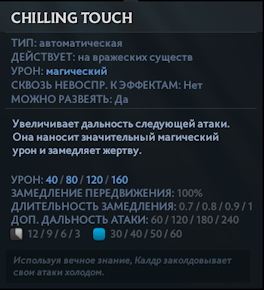 CHILLING TOUCH
ТИП: автоматическая
ДЕЙСТВУЕТ: на вражеских существ
УРОН: магический
СКВОЗЬ НЕВОСПР. К ЭФФЕКТАМ: Нет
МОЖНО РАЗВЕЯТЬ: Да
Увеличивает дальность следующей атаки.
Она наносит значительный магический
урон и замедляет жертву.
УРОН: 40 / 80 / 120 / 160
ЗАМЕДЛЕНИЕ ПЕРЕДВИЖЕНИЯ: 100%
ДЛИТЕЛЬНОСТЬ ЗАМЕДЛЕНИЯ: 0.7 / 0.8 / 0.9 / 1
ДОП. ДАЛЬНОСТЬ АТАКИ: 60 / 120 / 180 / 240
12 / 9 / 6 / 3 30 / 40 / 50 / 60
Используя вечное знание, Калдр заколдовывает
свои атаки холодом.